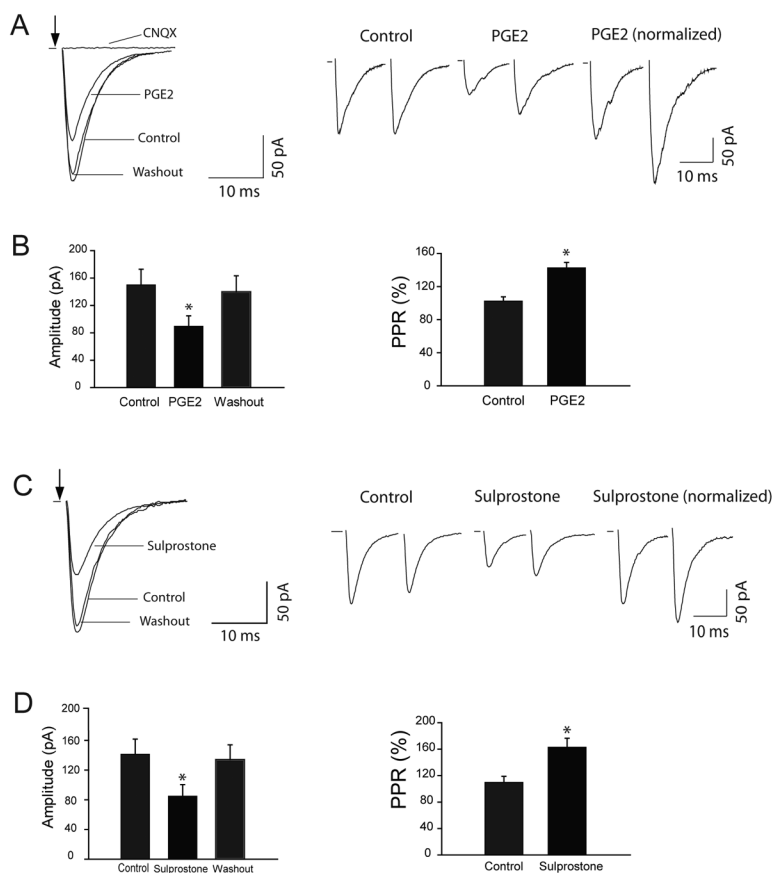 A
CNQX
PGE2
Control
Washout
50 pA
10 ms
Control PGE2 PGE2 (normalized)
50 pA
10 ms
B
Amplitude (pA)
200
160
120
80
40
0
Control PGE2 Washout
*
PPR (%)
160
120
80
40
0
Control PGE2
*
C
Sulprostone
Control
Washout
50 pA
10 ms
Control Sulprostone Sulprostone (normalized)
50 pA
10 ms
D
Amplitude (pA)
200
160
120
80
40
0
Control Sulprostone Washout
*
PPR (%)
200
160
120
80
40
0
Control Sulprostone
*